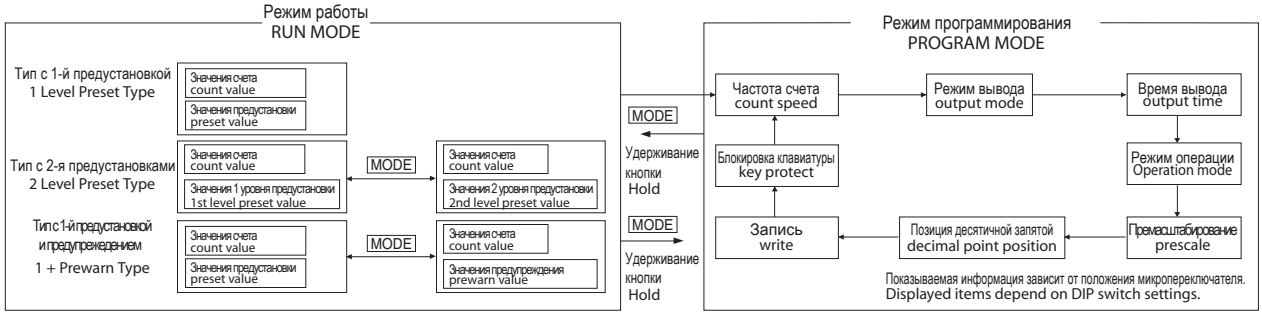 Режим работы
RUN MODE
Тип с 1-й предустановкой
1 Level Preset Type
Значения счета
count value
Значения предустановки
preset value
Тип с 2-я предустановками
2 Level Preset Type
Значения счета
count value
Значения 1 уровня предустановки
1st level preset value
MODE
Значения счета
count value
Значения 2 уровня предустановки
2nd level preset value
Тип с 1-й предустановкой
и предупрежедением
1 + Prewarn Type
Значения счета
count value
Значения предустановки
preset value
MODE
Значения счета
count value
Значения предупреждения
prewarn value
MODE
Удерживание
кнопки
Hold
MODE
Удерживание
кнопки
Hold
Режим программирования
PROGRAM MODE
Частота счета
count speed
Режим вывода
output mode
Время вывода
output time
Блокировка клавиатуры
key protect
Режим операции
Operation mode
Запись
write
Позиция десятичной запятой
decimal point position
Премасштабирование
prescale
Показываемая информация зависит от положения микропереключателя.
Displayed items depend on DIP switch settings.